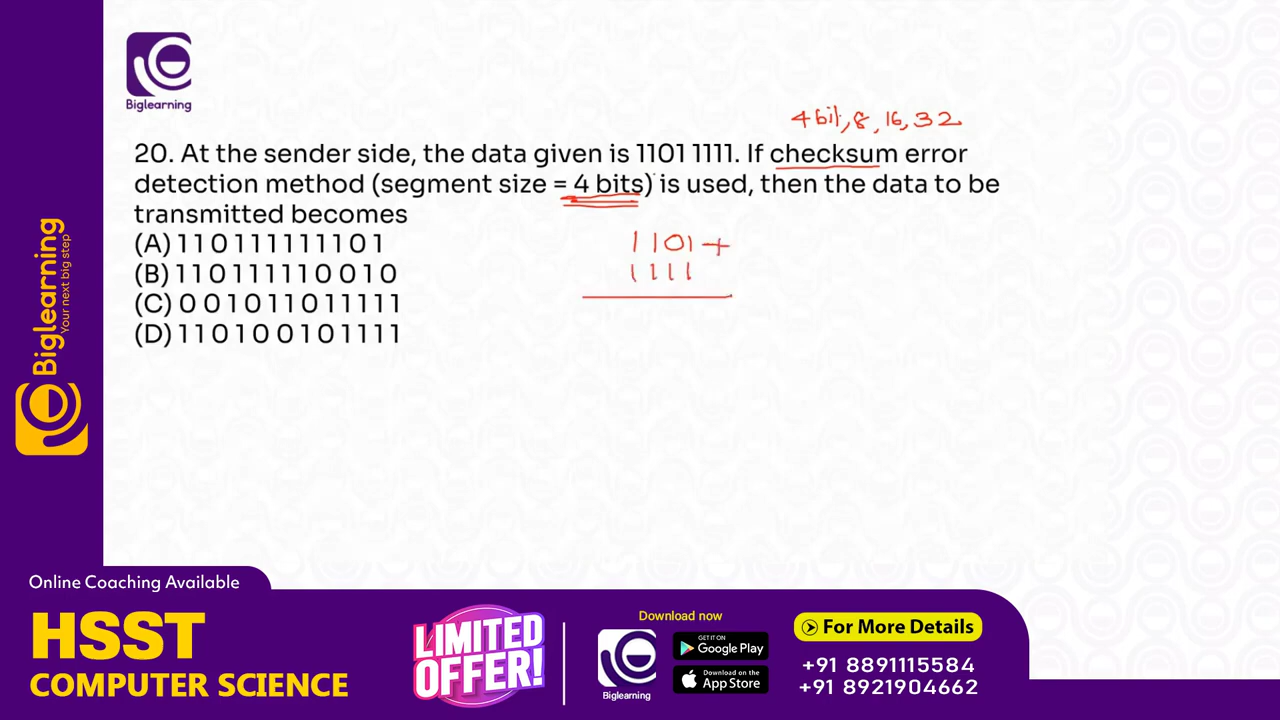 Biglearning
4 bit, 8, 16, 32
20. At the sender side, the data given is 1101 1111. If checksum error
detection method (segment size = 4 bits) is used, then the data to be
transmitted becomes
(A) 1 1 0 1 1 1 1 1 1 1 0 1
(B) 1 1 0 1 1 1 1 1 0 0 1 0
(C) 0 0 1 0 1 1 0 1 1 1 1 1
(D) 1 1 0 1 0 0 1 0 1 1 1 1
1101 +
1111
Biglearning
Your next big step
Online Coaching Available
HSST
COMPUTER SCIENCE
LIMITED
OFFER!
Download now
Biglearning
GET IT ON
Google Play
Download on the
App Store
For More Details
+91 8891115584
+91 8921904662